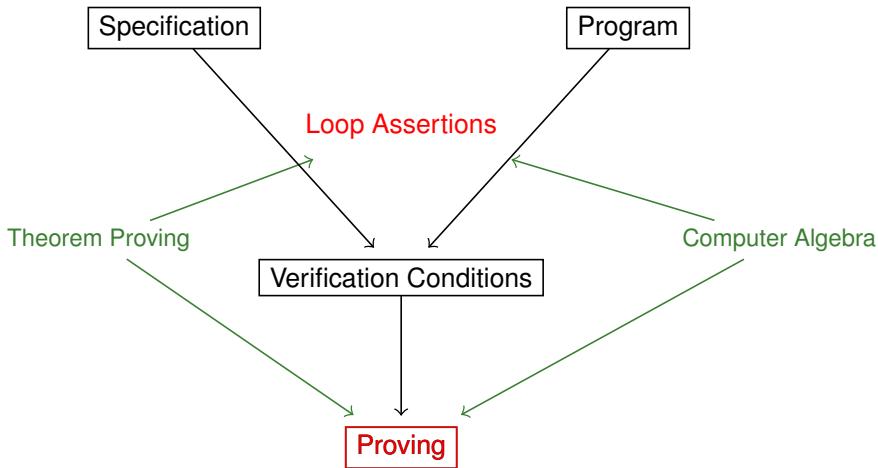 Specification
Program
Loop Assertions
Theorem Proving
Computer Algebra
Verification Conditions
Proving